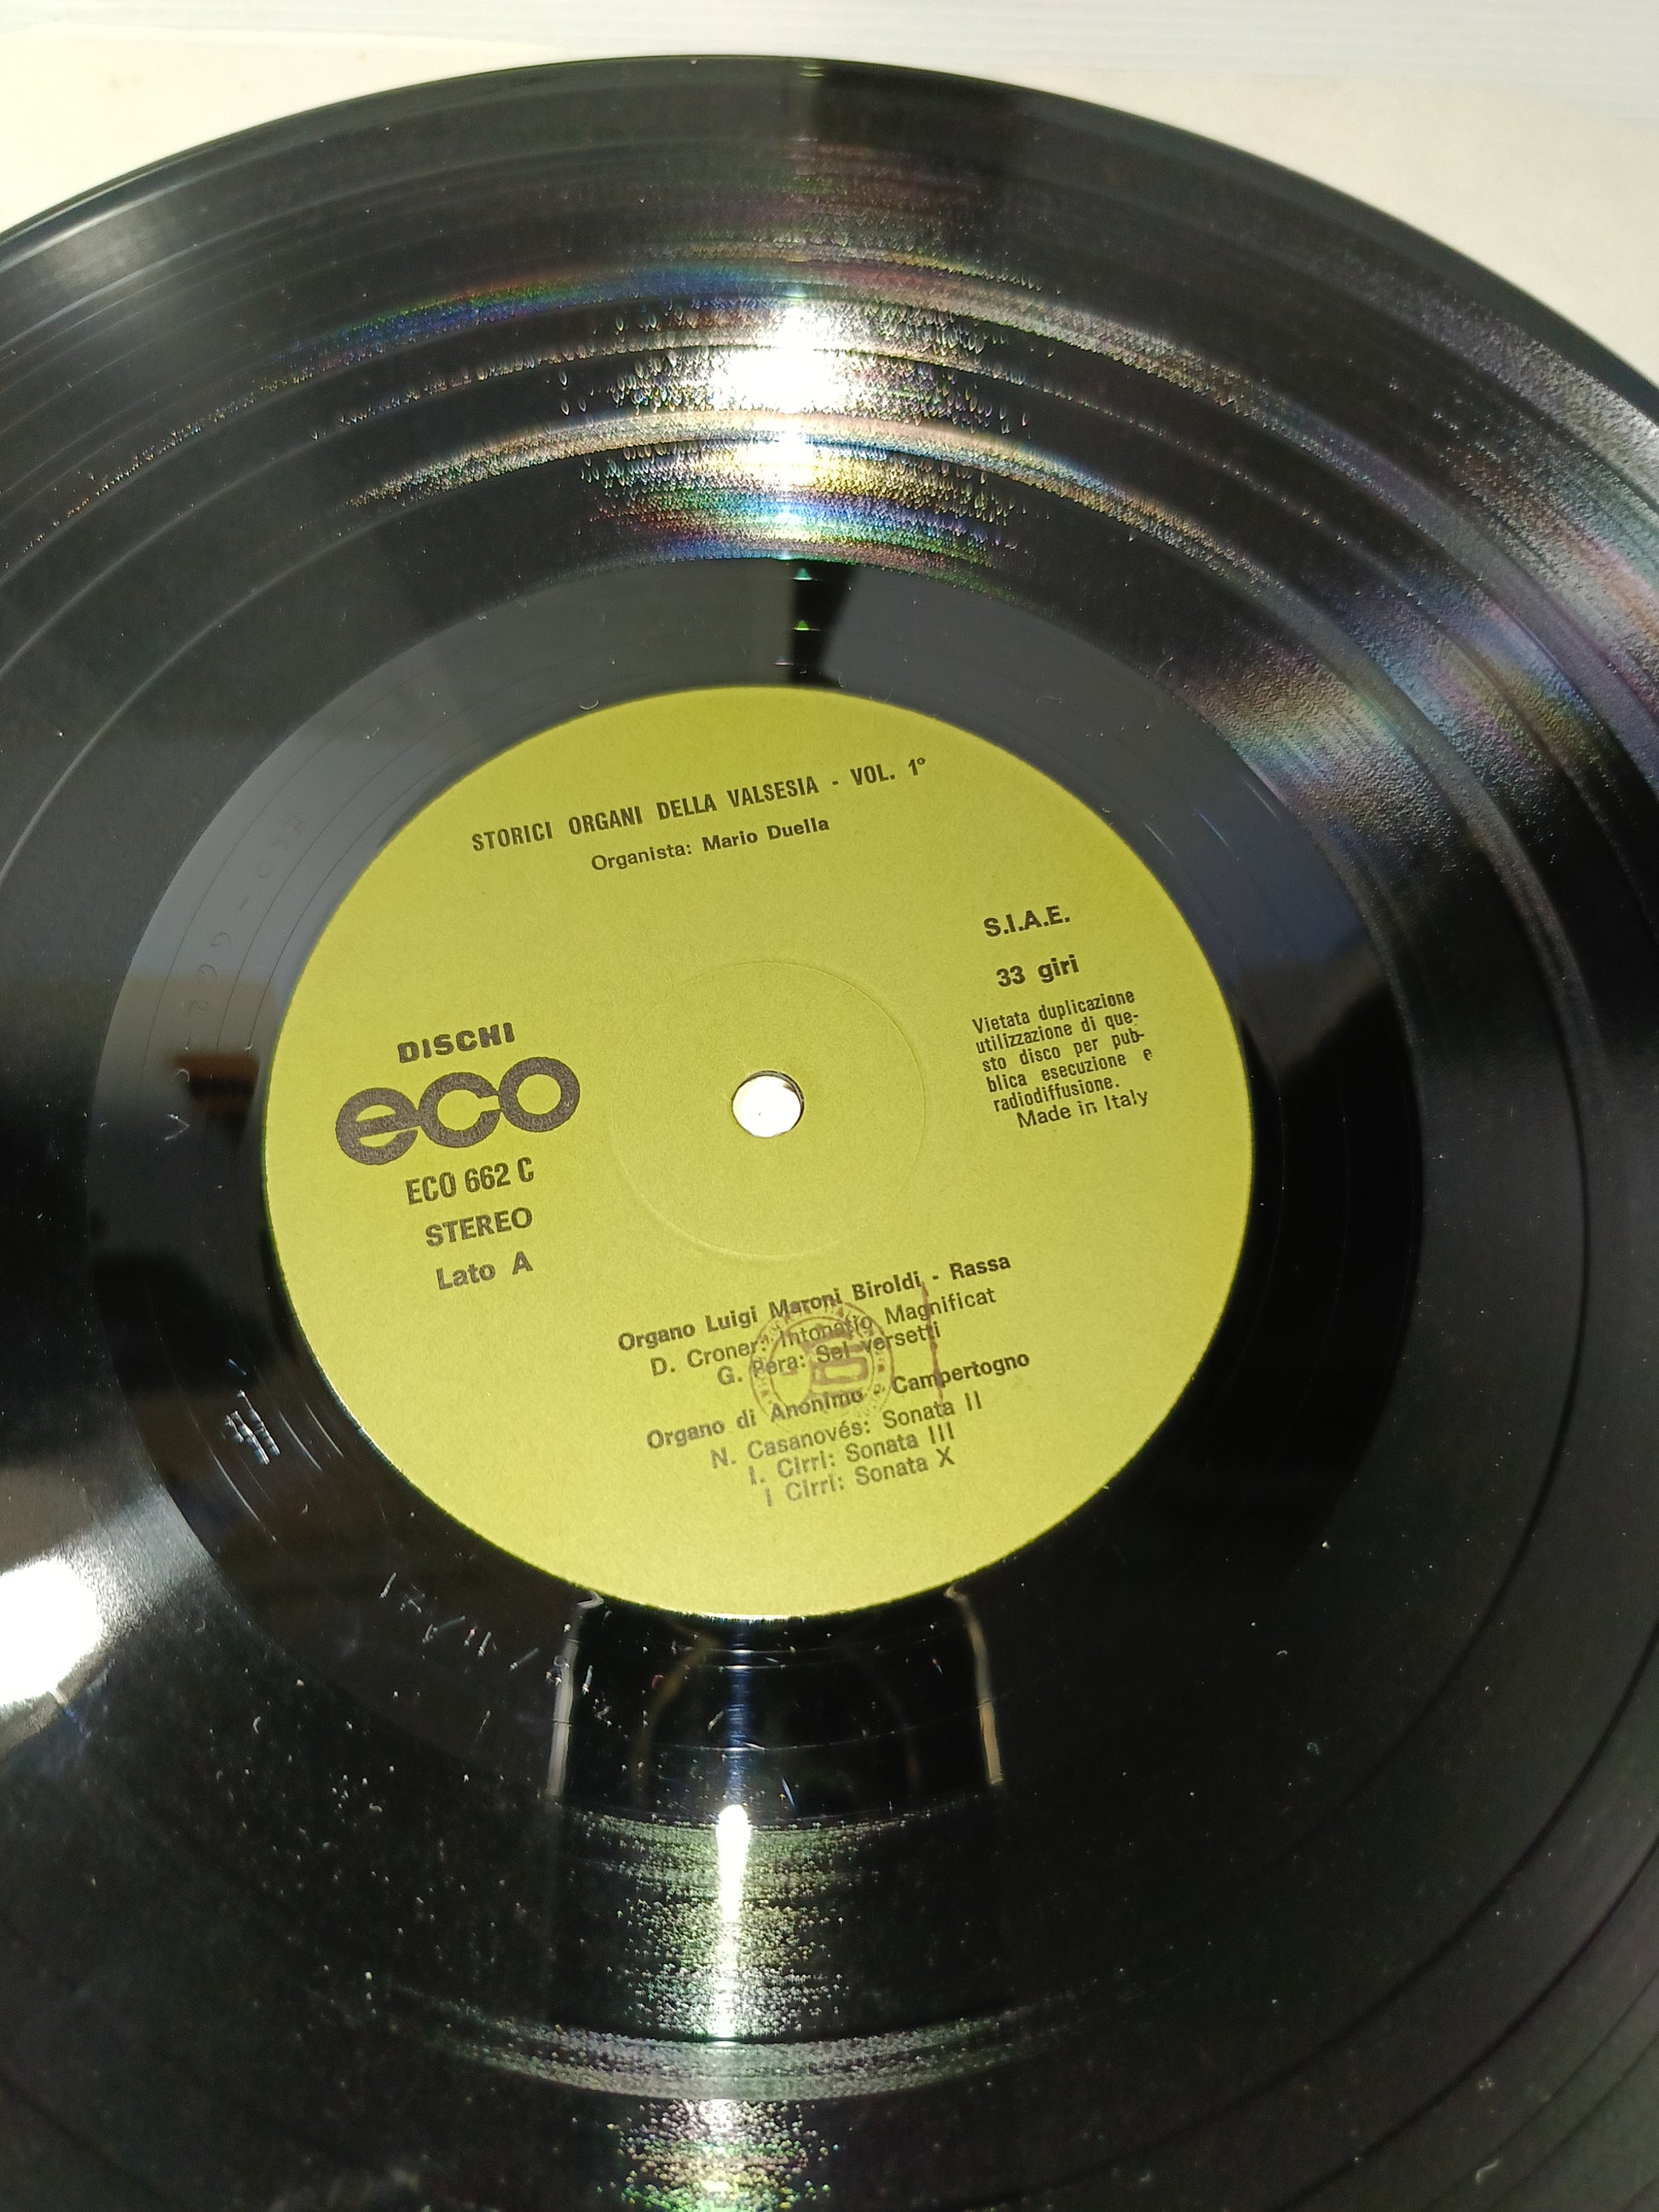 STORICI ORGANI DELLA VALSESIA - VOL. 1°
Organista: Mario Duella
S.I.A.E.
33 giri
Vietata duplicazione
utilizzazione di que-
sto disco per pub-
blica esecuzione e
radiodiffusione.
Made in Italy
DISCHI
eco
ECO 662 C
STEREO
Lato A
Organo Luigi Maroni Biroldi - Rassa
D. Croner: Intonatio Magnificat
G. Pera: Sei versetti
Organo di Anonimo - Campertogno
N. Casanovés: Sonata II
I. Cirri: Sonata III
I Cirri: Sonata X